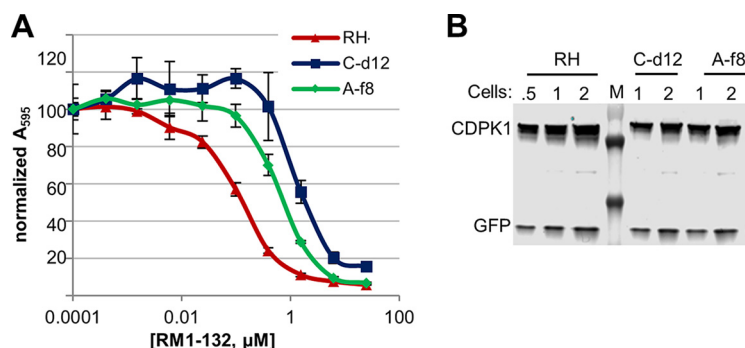 A
120
100
80
60
40
20
normalized A595
0.0001
0.01
1
100
[RM1-132, µM]
RH
C-d12
A-f8
B
RH C-d12 A-f8
Cells: .5 1 2 M 1 2 1 2
CDPK1
GFP